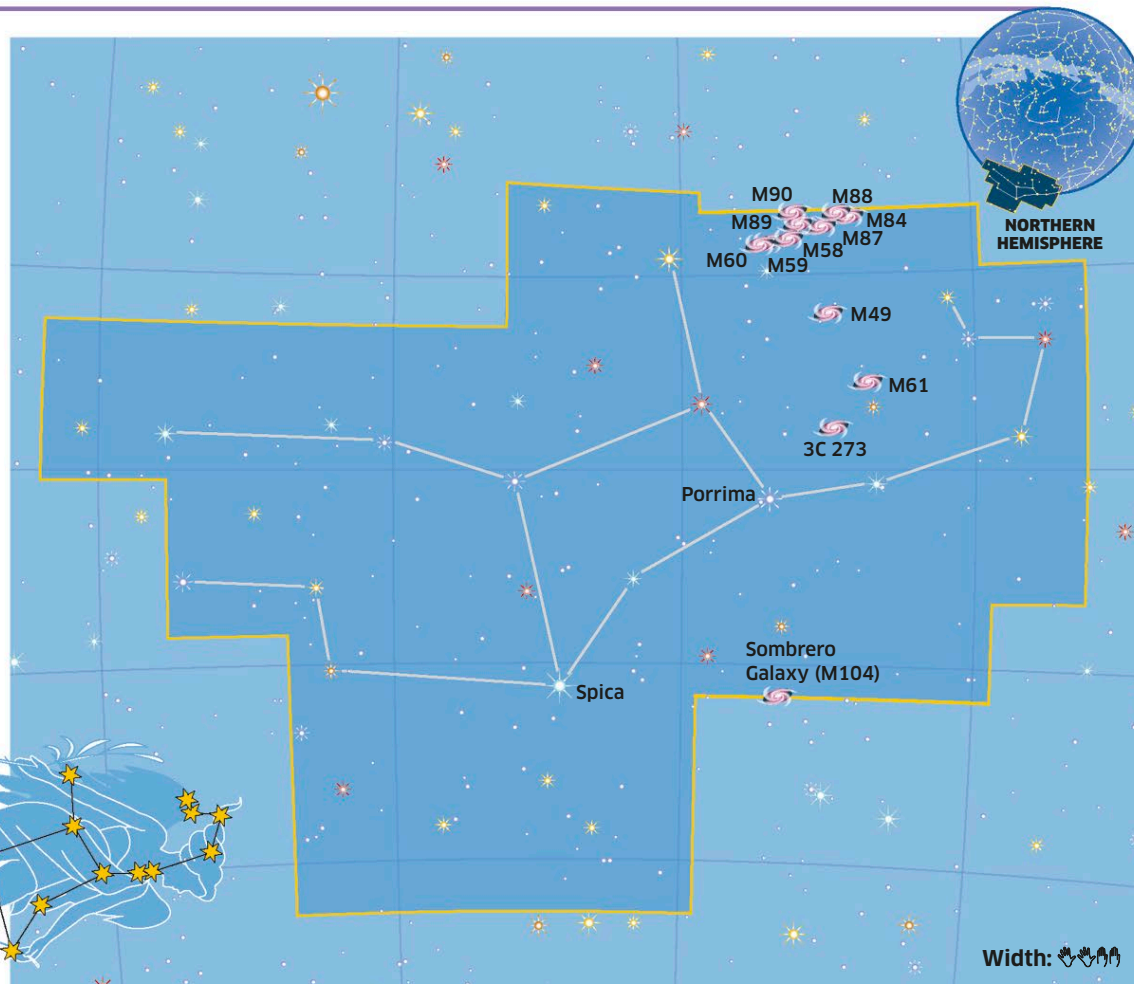 NORTHERN
HEMISPHERE
M90
M88
M89
M84
M87
M58
M60
M59
M49
M61
3C 273
Porrima
Sombrero
Galaxy (M104)
Spica
Width: